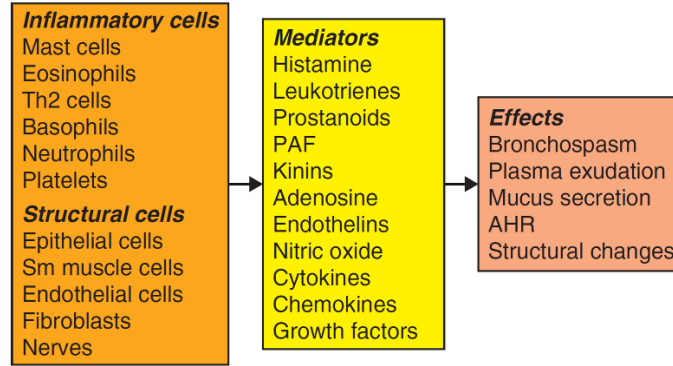 Inflammatory cells
Mast cells
Eosinophils
Th2 cells
Basophils
Neutrophils
Platelets
Structural cells
Epithelial cells
Sm muscle cells
Endothelial cells
Fibroblasts
Nerves
Mediators
Histamine
Leukotrienes
Prostanoids
PAF
Kinins
Adenosine
Endothelins
Nitric oxide
Cytokines
Chemokines
Growth factors
Effects
Bronchospasm
Plasma exudation
Mucus secretion
AHR
Structural changes